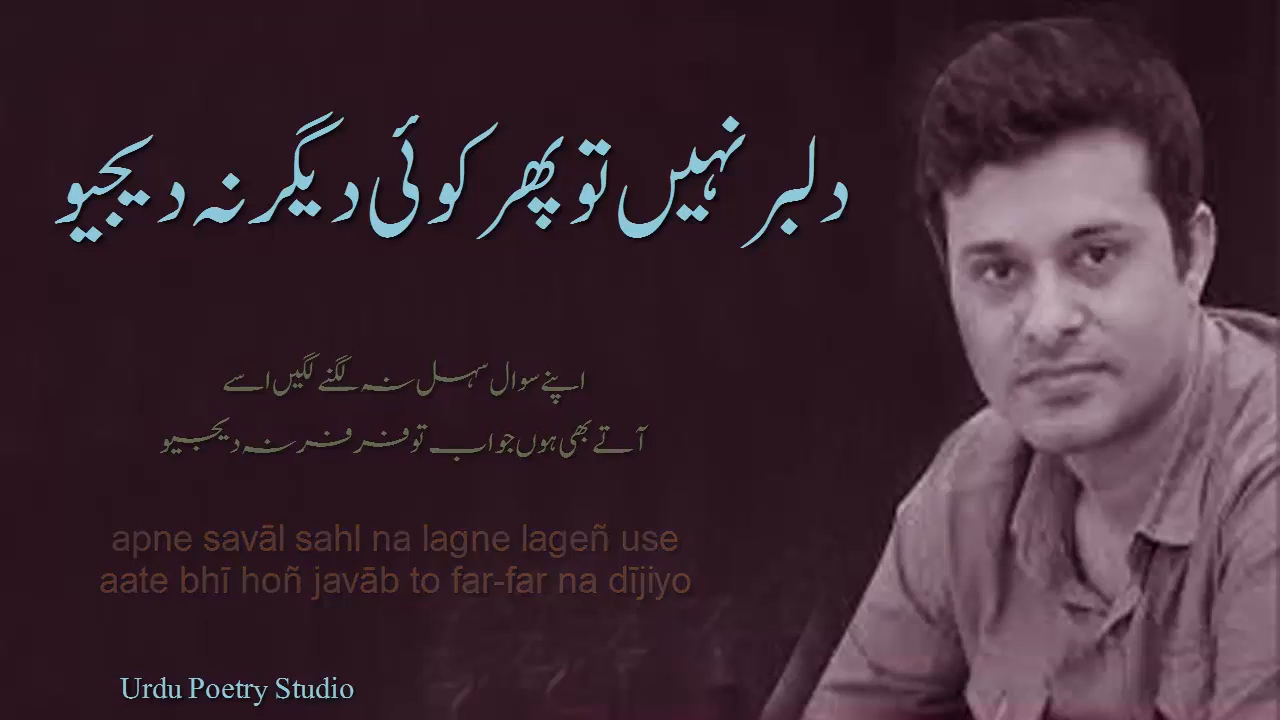 دلبر نہیں تو پھر کوئی دیگر نہ دیجیو
اپنے سوال سہل نہ لگنے لگیں اسے
آتے بھی ہوں جواب تو فر فر نہ دیجیو
apne savāl sahl na lagne lageñ use
aate bhī hoñ javāb to far-far na dījiyo
Urdu Poetry Studio